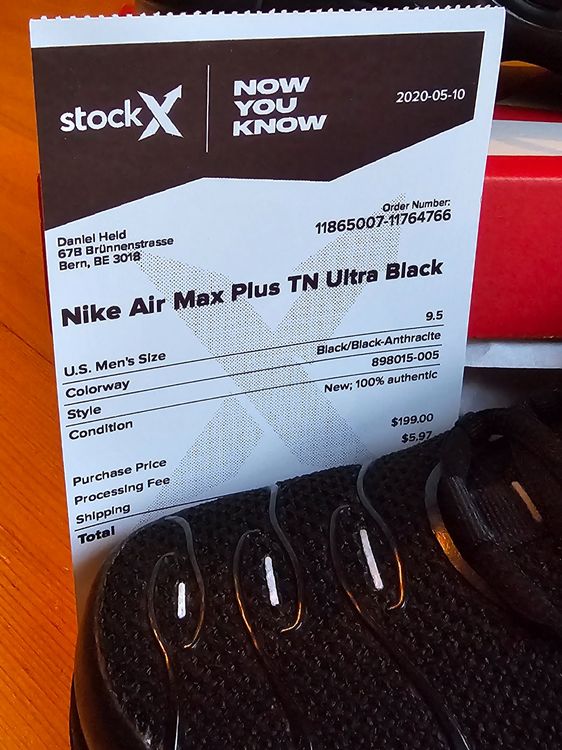 stockX
NOW
YOU
KNOW
2020-05-10
Daniel Held
67B Brünnenstrasse
Bern, BE 3018
Order Number:
11865007-11764766
Nike Air Max Plus TN Ultra Black
U.S. Men's Size 9.5
Colorway Black/Black-Anthracite
Style 898015-005
Condition New; 100% authentic
Purchase Price $199.00
Processing Fee $5.97
Shipping
Total